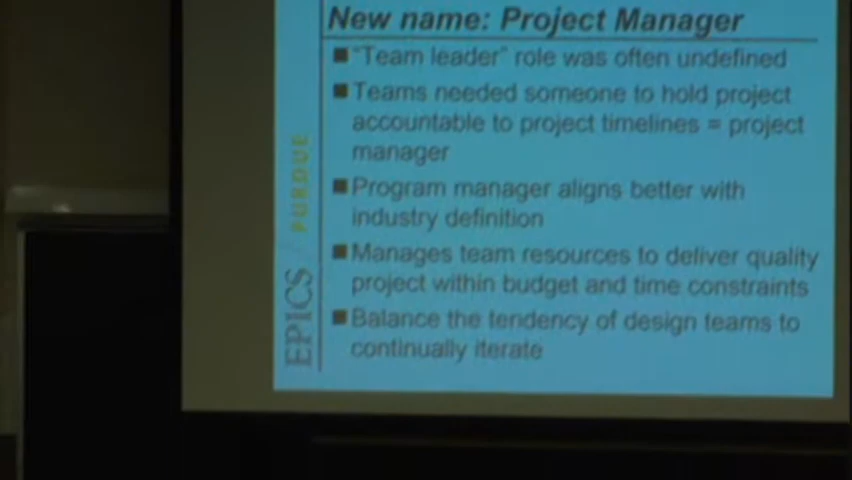 New name: Project Manager
"Team leader" role was often undefined
Teams needed someone to hold project
accountable to project timelines = project
manager
Program manager aligns better with
industry definition
Manages team resources to deliver quality
project within budget and time constraints
Balance the tendency of design teams to
continually iterate
EPICS
PURDUE